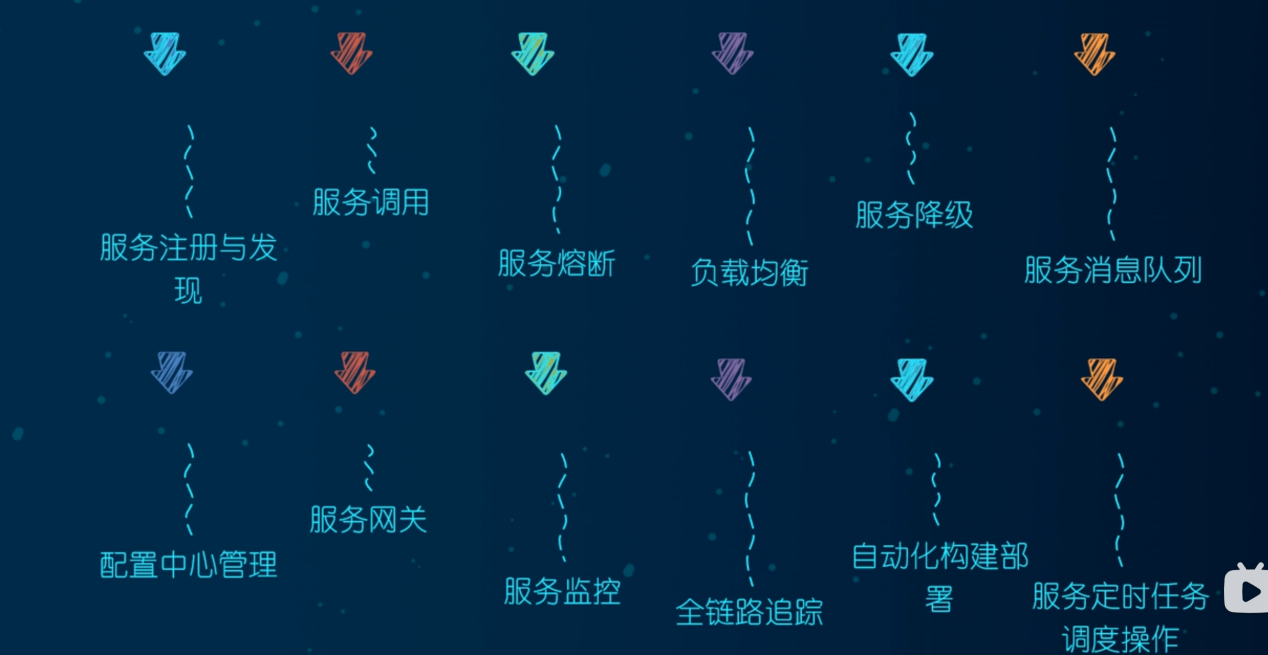 服务注册与发
现
服务调用
服务熔断
负载均衡
服务降级
服务消息队列
配置中心管理
服务网关
服务监控
全链路追踪
自动化构建部
署
服务定时任务
调度操作